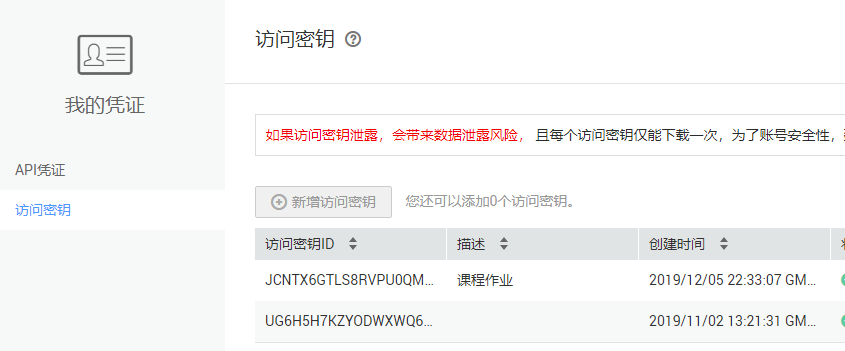 访问密钥
我的凭证
如果访问密钥泄露，会带来数据泄露风险， 且每个访问密钥仅能下载一次，为了账号安全性，
API凭证
新增访问密钥 您还可以添加0个访问密钥。
访问密钥
访问密钥ID 描述 创建时间
JCNTX6GTLS8RVPU0QM... 课程作业 2019/12/05 22:33:07 GM...
UG6H5H7KZYODWXWQ6... 2019/11/02 13:21:31 GM...